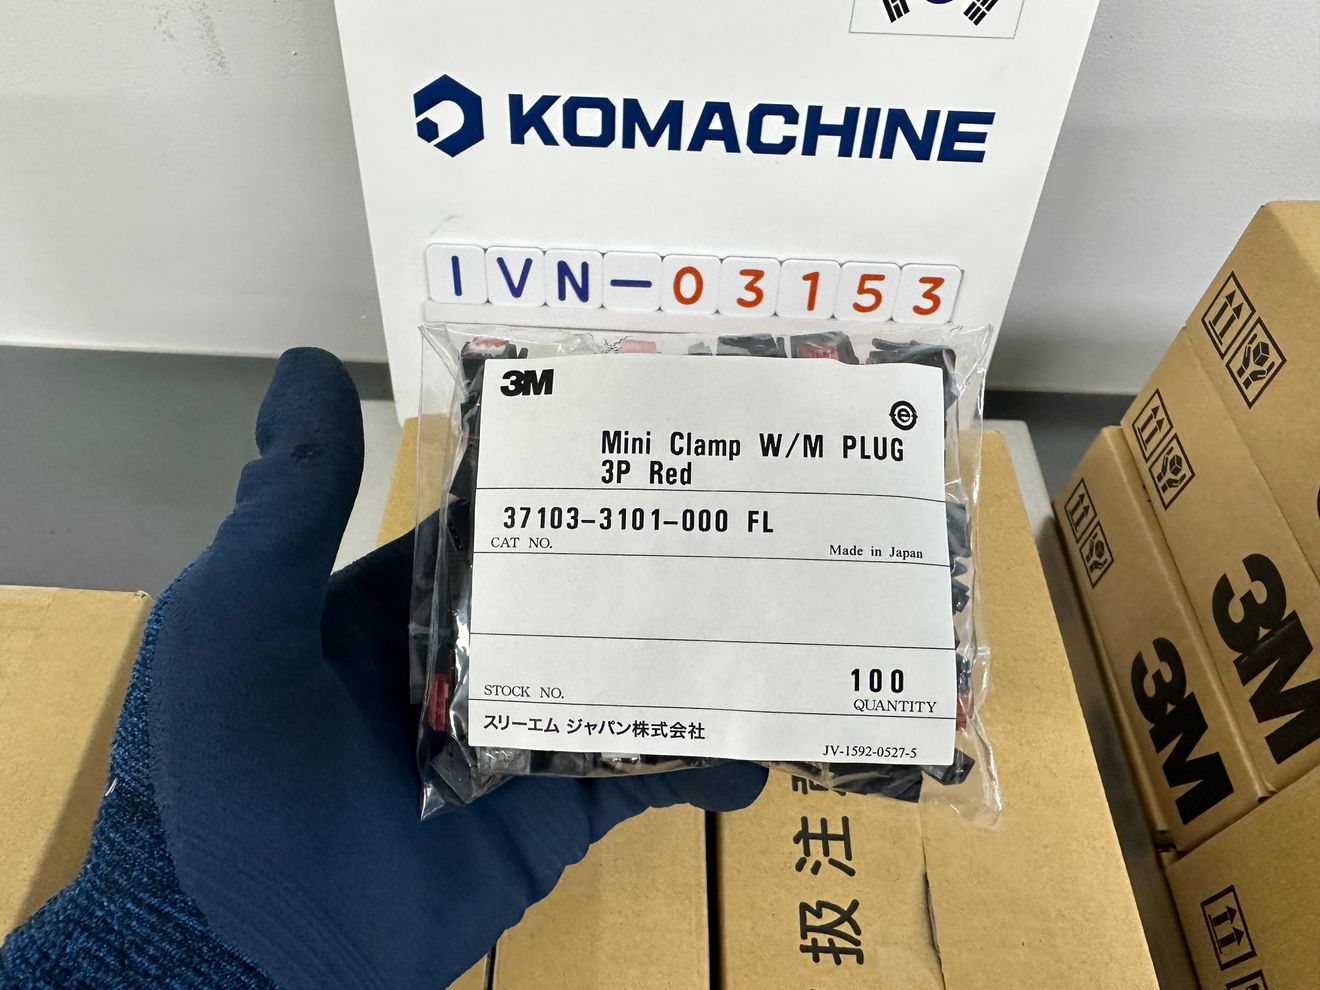 KOMACHINE
IVN-03153
3M
e
Mini Clamp W/M PLUG
3P Red
37103-3101-000 FL
CAT NO.
Made in Japan
100
STOCK NO.
QUANTITY
スリーエム ジャパン株式会社
JV-1592-0527-5
3M
3M
注
扱